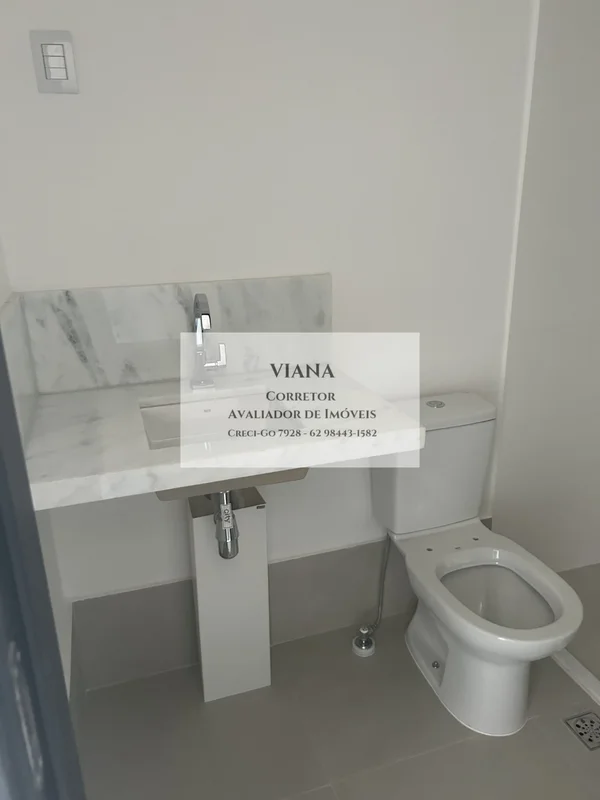 VIANA
Corretor
Avaliador de Imóveis
Creci-Go 7928 - 62 98443-1582